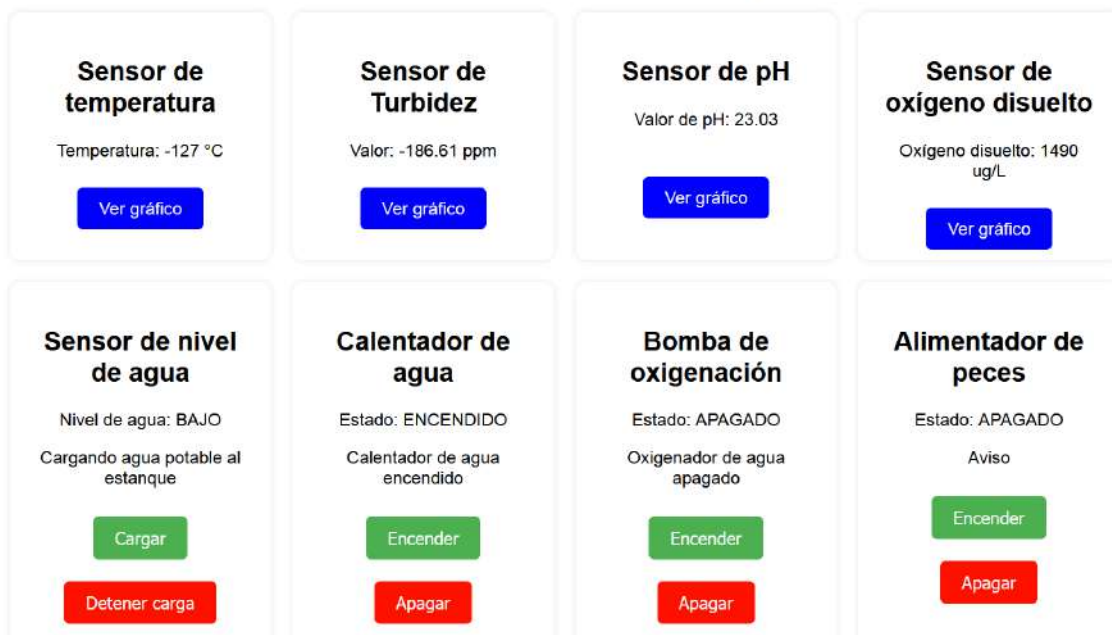 Sensor de
temperatura
Temperatura: -127 °C
Ver gráfico
Sensor de
Turbidez
Valor: -186.61 ppm
Ver gráfico
Sensor de pH
Valor de pH: 23.03
Ver gráfico
Sensor de
oxígeno disuelto
Oxígeno disuelto: 1490
ug/L
Ver gráfico
Sensor de nivel
de agua
Nivel de agua: BAJO
Cargando agua potable al
estanque
Cargar
Detener carga
Calentador de
agua
Estado: ENCENDIDO
Calentador de agua
encendido
Encender
Apagar
Bomba de
oxigenación
Estado: APAGADO
Oxigenador de agua
apagado
Encender
Apagar
Alimentador de
peces
Estado: APAGADO
Aviso
Encender
Apagar